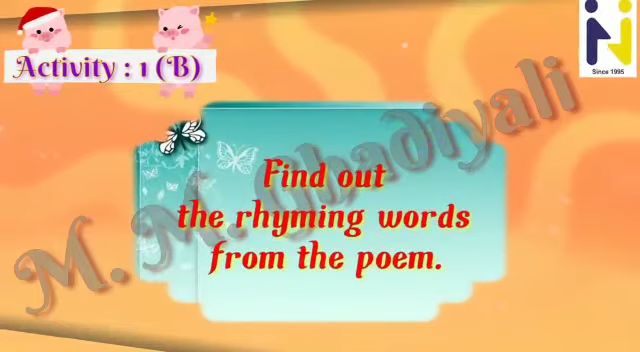 Activity : 1 (B)
Since 1995
Find out
the rhyming words
from the poem.
M. M. Ghadiyali